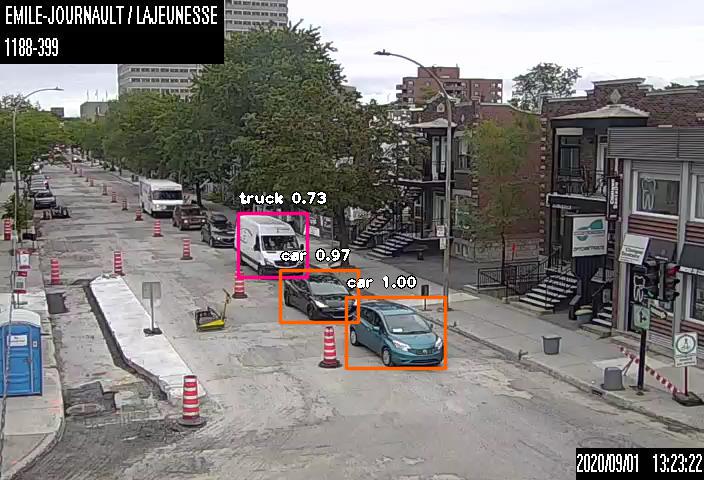 EMILE-JOURNAULT / LAJEUNESSE
1188-399
truck 0.73
car 0.97
car 1.00
2020/09/01 13:23:22